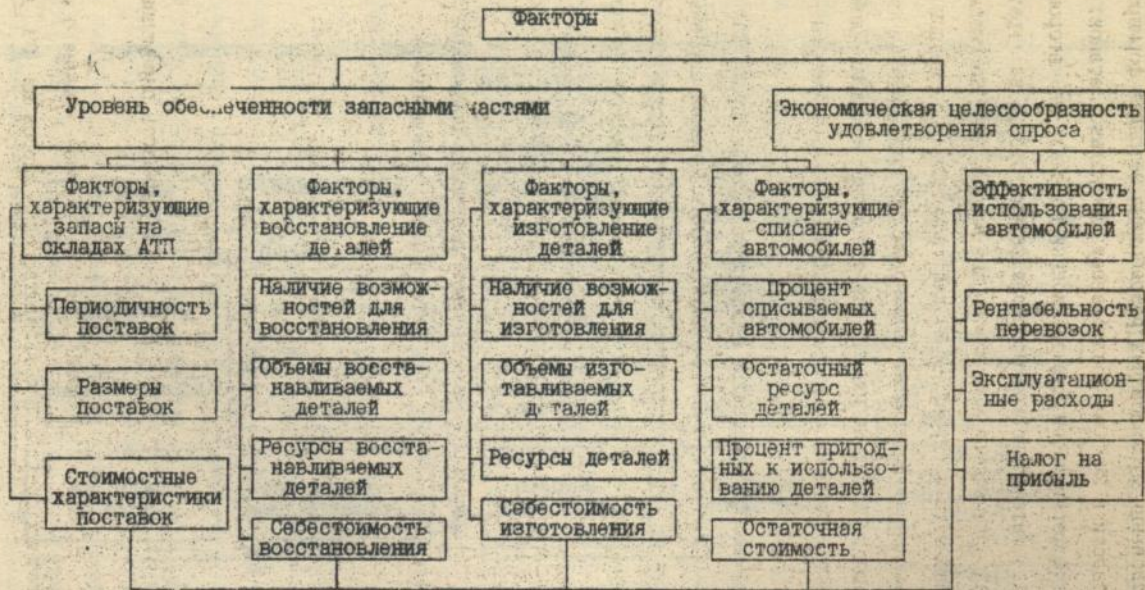 Факторы
Уровень обеспеченности запасными частями
Экономическая целесообразность
удовлетворения спроса
Факторы,
характеризующие
запасы на
складах АТП
Периодичность
поставок
Размеры
поставок
Стоимостные
характеристики
поставок
Факторы,
характеризующие
восстановление
деталей
Наличие возмож-
ностей для
восстановления
Объемы восста-
навливаемых
деталей
Ресурсы восста-
навливаемых
деталей
Себестоимость
восстановления
Факторы,
характеризующие
изготовление
деталей
Наличие возмож-
ностей для
изготовления
Объемы изго-
тавливаемых
деталей
Ресурсы деталей
Себестоимость
изготовления
Факторы,
характеризующие
списание
автомобилей
Процент
списываемых
автомобилей
Остаточный
ресурс
деталей
Процент пригод-
ных к использо-
ванию деталей
Остаточная
стоимость
Эффективность
использования
автомобилей
Рентабельность
перевозок
Эксплуатацион-
ные расходы
Налог на
прибыль